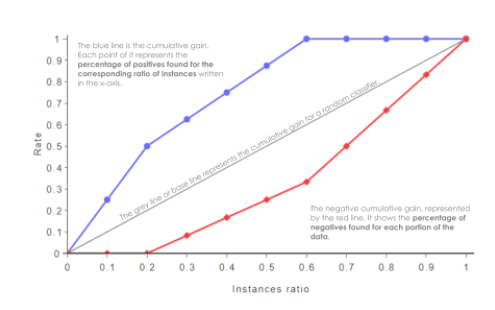 1
The blue line is the cumulative gain.
Each point of it represents the
percentage of positives found for the
corresponding ratio of instances written
in the x-axis.
0.9
0.8
0.7
0.6
0.5
0.4
0.3
0.2
0.1
0
Rate
The grey line or base line represents the cumulative gain for a random classifier
The negative cumulative gain, represented
by the red line. It shows the percentage of
negatives found for each portion of the
data.
0 0.1 0.2 0.3 0.4 0.5 0.6 0.7 0.8 0.9 1
Instances ratio